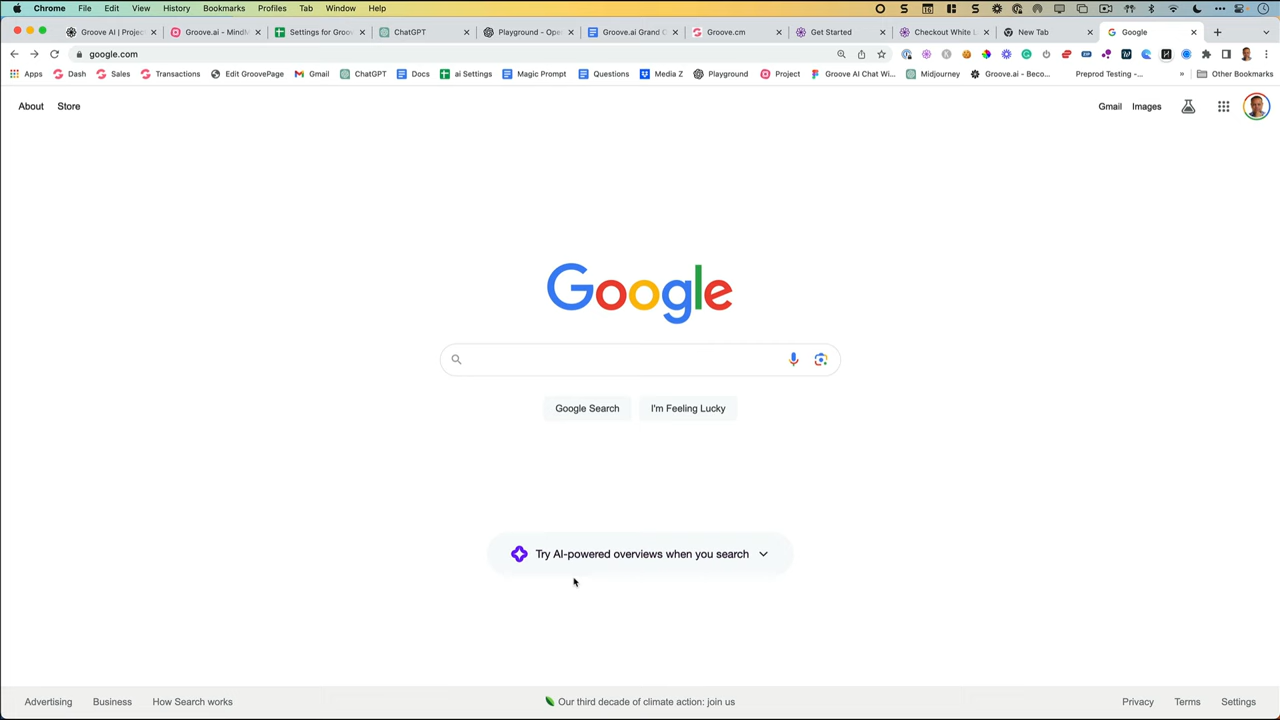 Chrome File Edit View History Bookmarks Profiles Tab Window Help
Groove AI | Projec Groove.ai - MindM Settings for Groov ChatGPT Playground - Ope Groove.ai Grand C Groove.cm Get Started Checkout White L New Tab Google
google.com
Apps Dash Sales Transactions Edit GroovePage Gmail ChatGPT Docs ai Settings Magic Prompt Questions Media Z Playground Project Groove AI Chat Wi... Midjourney Groove.ai - Beco... Preprod Testing -... » Other Bookmarks
About Store Gmail Images
Google
Google Search I'm Feeling Lucky
Try AI-powered overviews when you search
Advertising Business How Search works Our third decade of climate action: join us Privacy Terms Settings